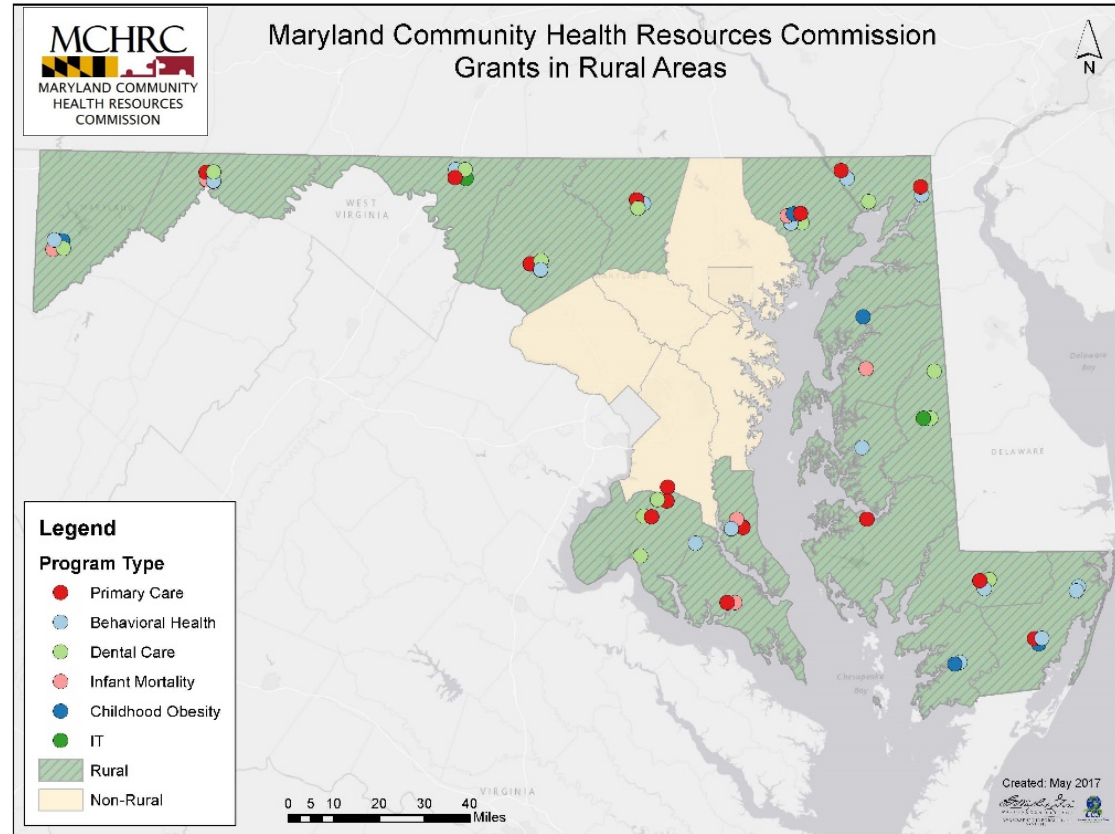 MCHRC
MARYLAND COMMUNITY
HEALTH RESOURCES
COMMISSION
Maryland Community Health Resources Commission
Grants in Rural Areas
N
WEST
VIRGINIA
Delaware
Bay
DELAWARE
Chesapeake
Bay
VIRGINIA
Legend
Program Type
Primary Care
Behavioral Health
Dental Care
Infant Mortality
Childhood Obesity
IT
Rural
Non-Rural
0 5 10 20 30 40
Miles
Created: May 2017